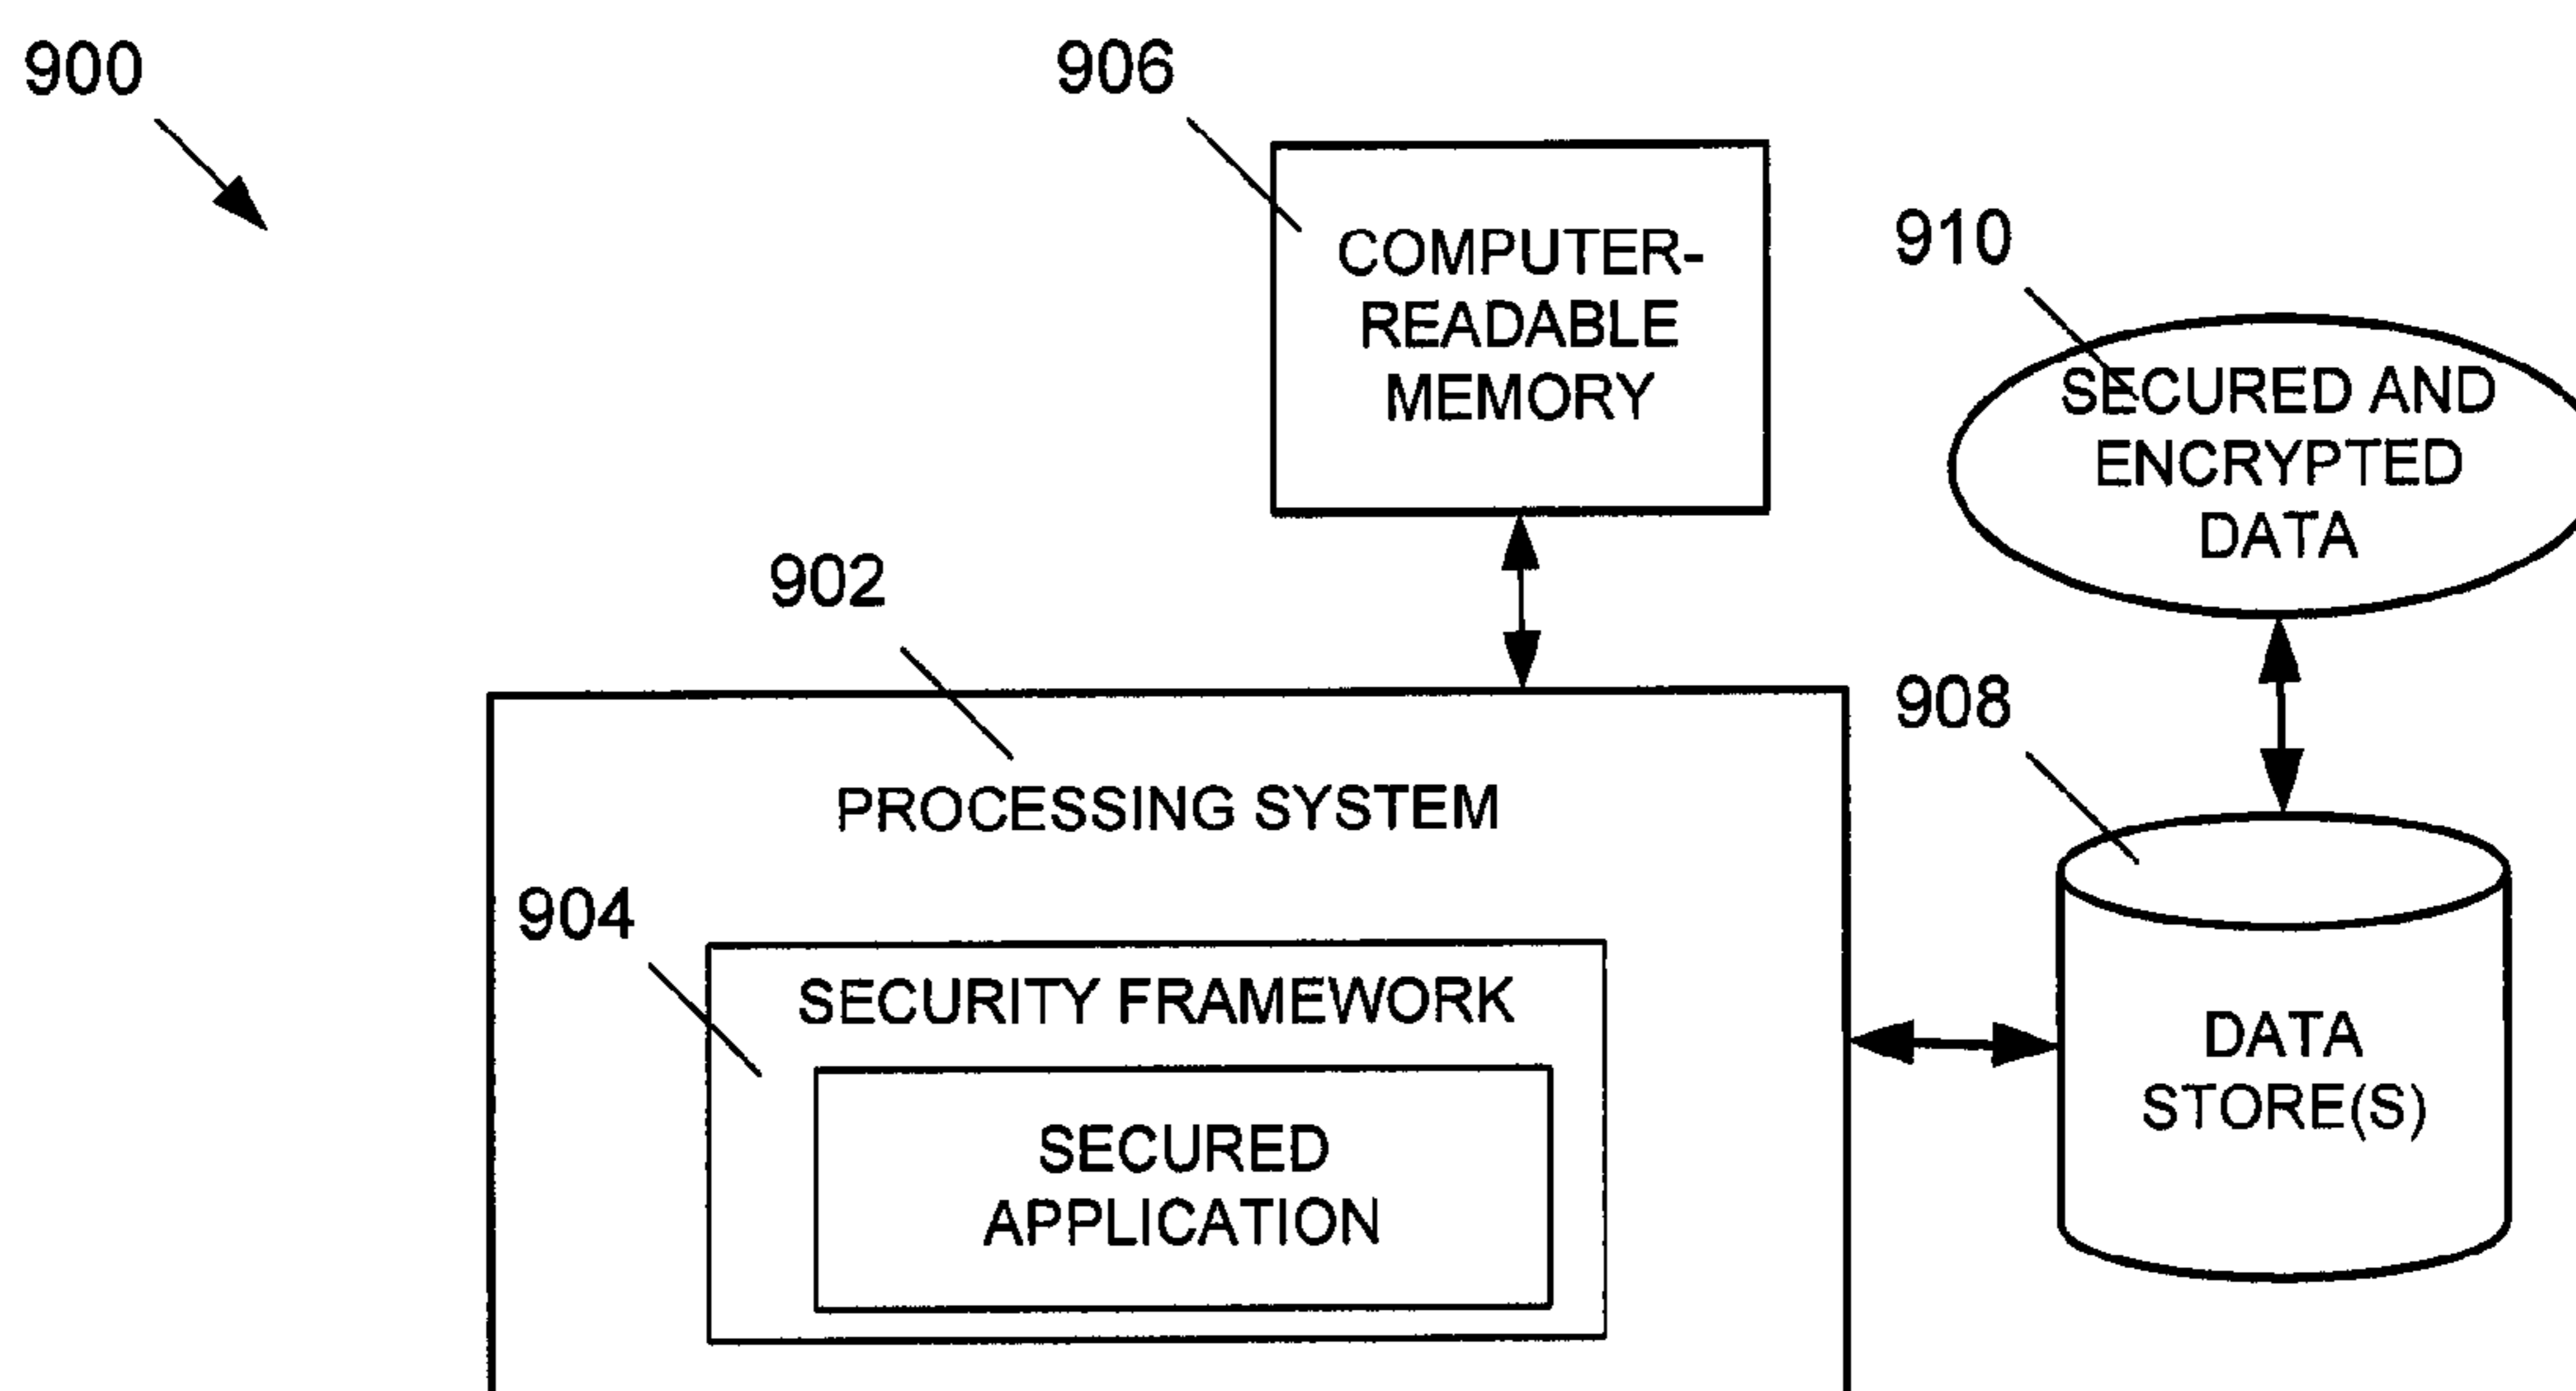 900
906
COMPUTER-
READABLE
MEMORY
910
SECURED AND
ENCRYPTED
DATA
902
PROCESSING SYSTEM
908
904
SECURITY FRAMEWORK
SECURED
APPLICATION
DATA
STORE(S)